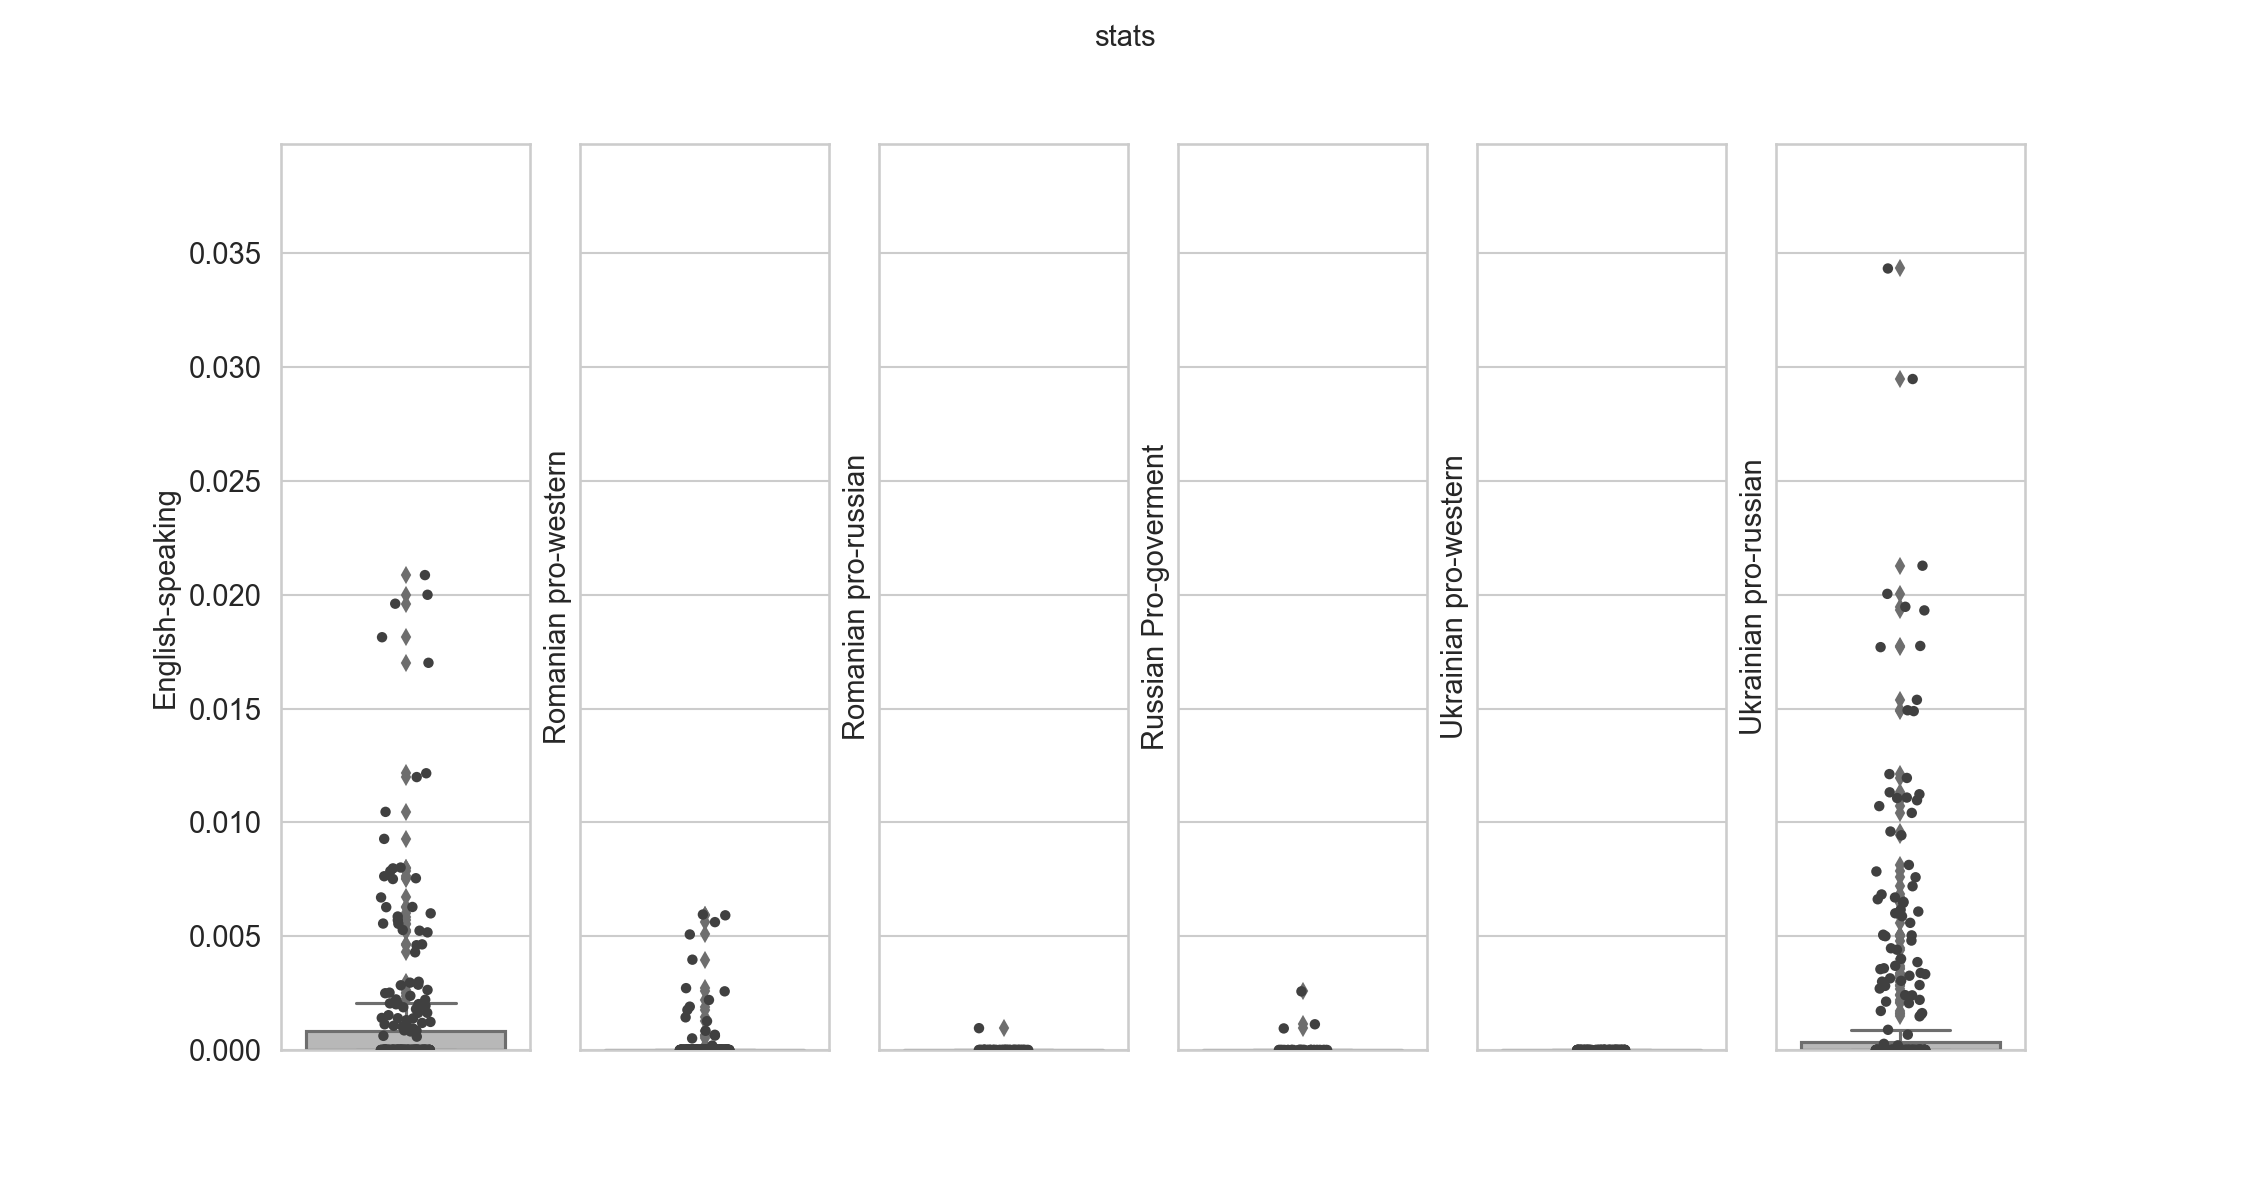 stats
0.035
0.030
0.025
0.020
0.015
0.010
0.005
0.000
English-speaking
Romanian pro-western
Romanian pro-russian
Russian Pro-goverment
Ukrainian pro-western
Ukrainian pro-russian